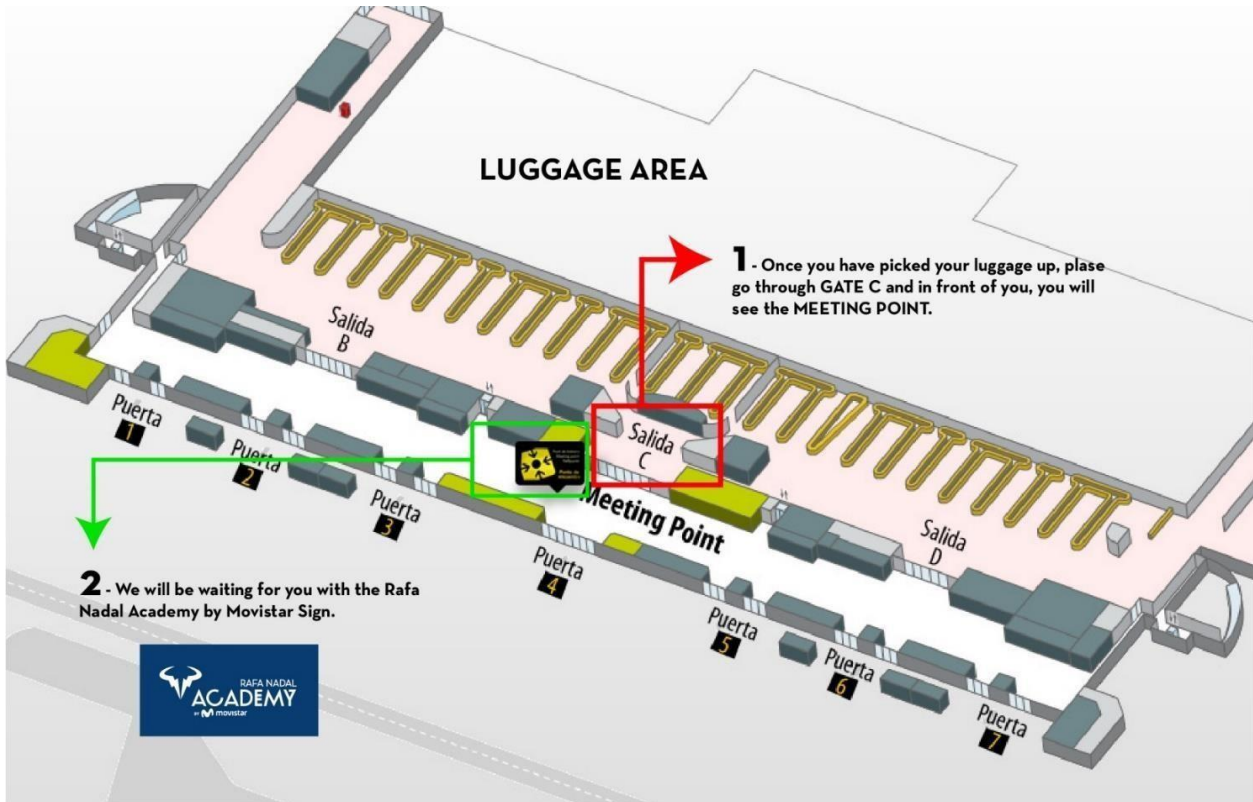 LUGGAGE AREA
1 - Once you have picked your luggage up, plase
go through GATE C and in front of you, you will
see the MEETING POINT.
Salida
B
Salida
C
Salida
D
Meeting Point
Puerta
1
Puerta
2
Puerta
3
Puerta
4
Puerta
5
Puerta
6
Puerta
7
2 - We will be waiting for you with the Rafa
Nadal Academy by Movistar Sign.
RAFA NADAL
ACADEMY
BY movistar